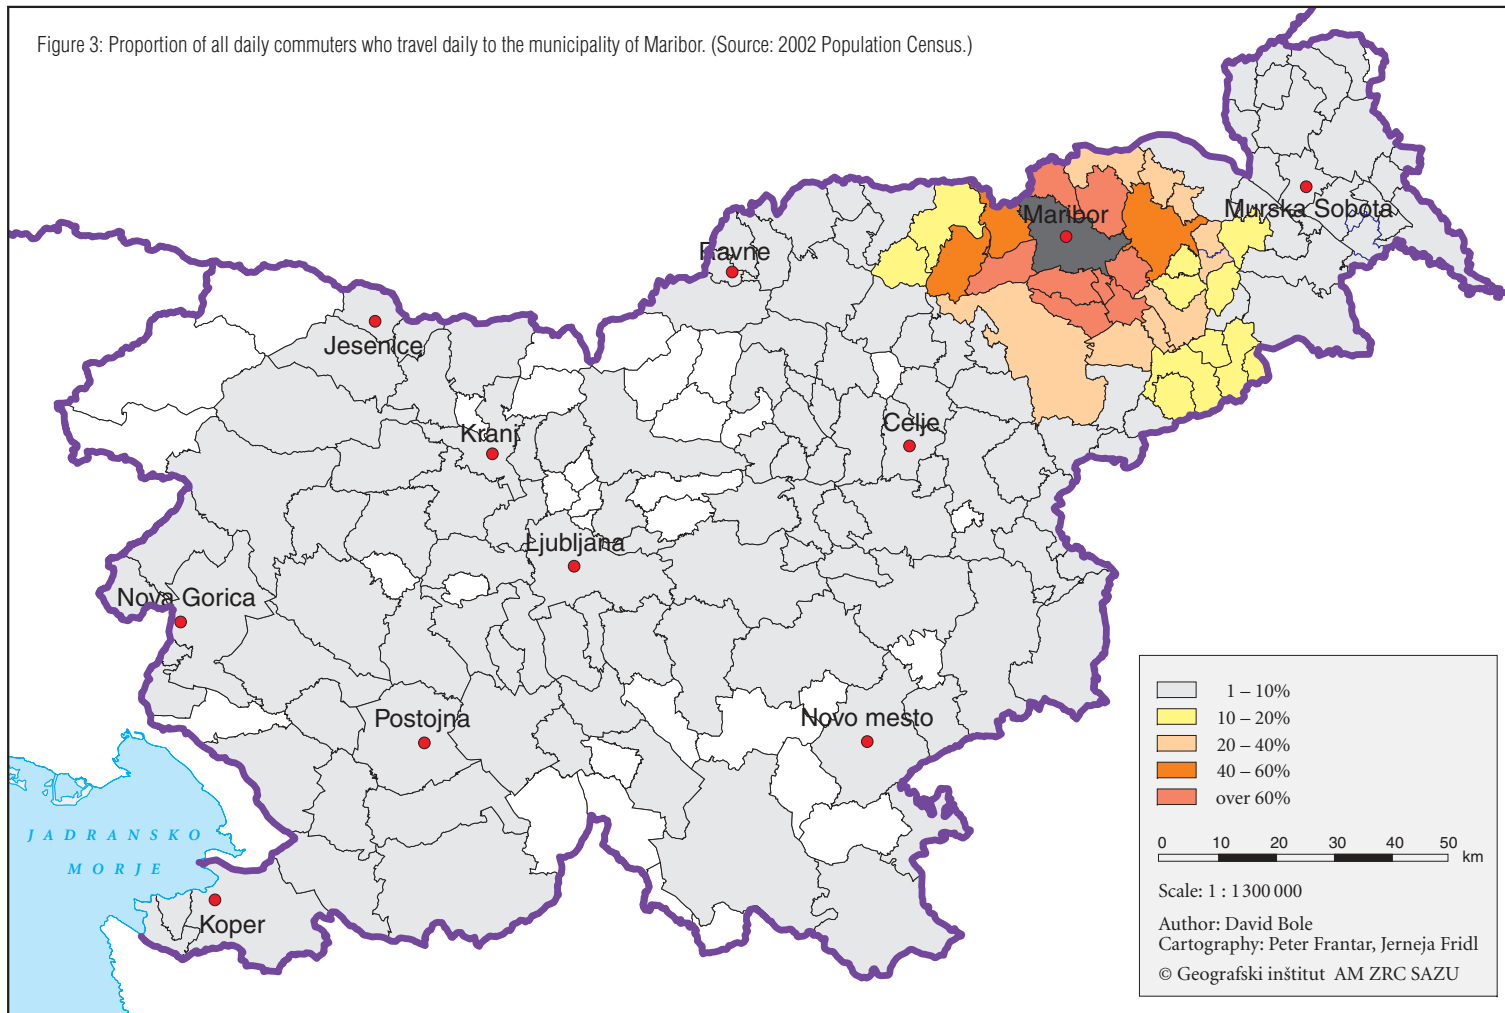 Figure 3: Proportion of all daily commuters who travel daily to the municipality of Maribor. (Source: 2002 Population Census.)
Maribor
Murska Sobota
Ravne
Jesenice
Kranj
Celje
Ljubljana
Nova Gorica
Postojna
Novo mesto
JADRANSKO
MORJE
Koper
1 – 10%
10 – 20%
20 – 40%
40 – 60%
over 60%
0 10 20 30 40 50 km
Scale: 1 : 1 300 000
Author: David Bole
Cartography: Peter Frantar, Jerneja Fridl
© Geografski inštitut AM ZRC SAZU